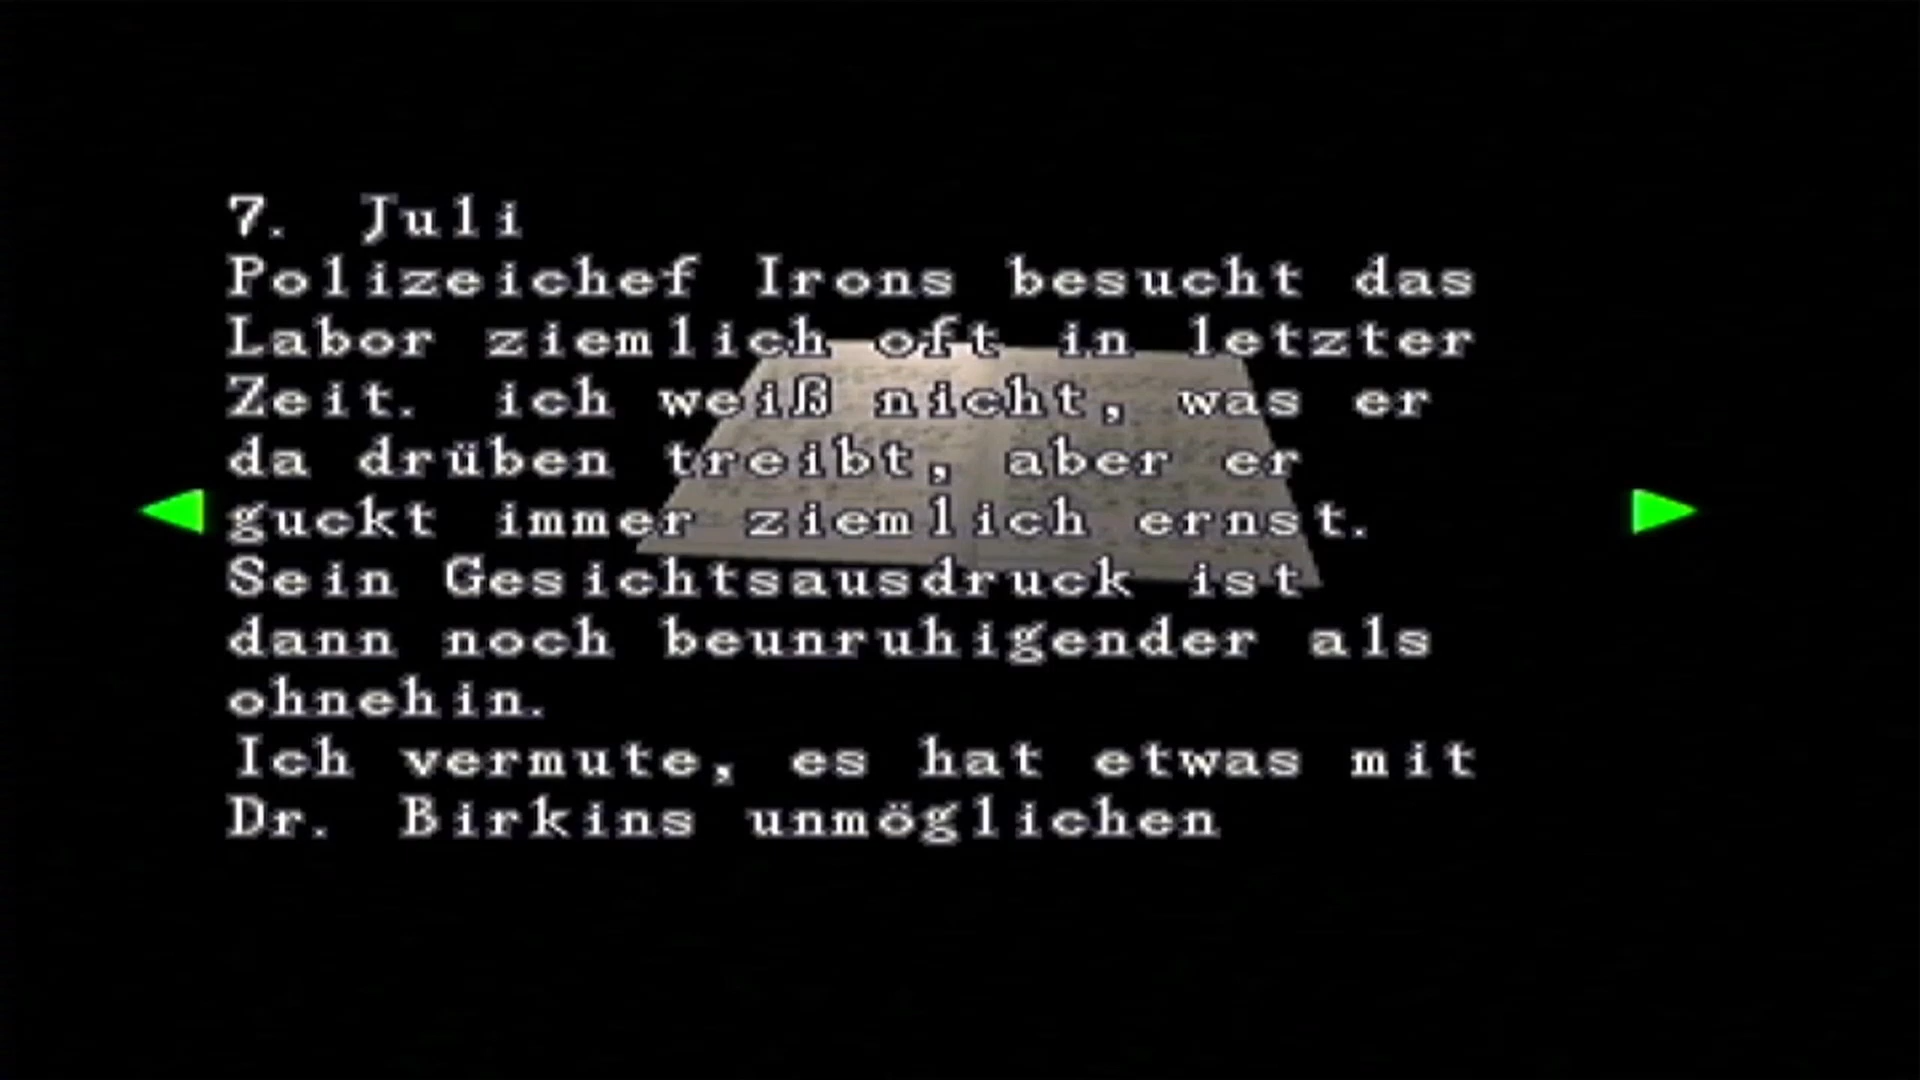 7. Juli
Polizeichef Irons besucht das
Labor ziemlich oft in letzter
Zeit. ich weiß nicht, was er
da drüben treibt, aber er
guckt immer ziemlich ernst.
Sein Gesichtsausdruck ist
dann noch beunruhigender als
ohnehin.
Ich vermute, es hat etwas mit
Dr. Birkins unmöglichen